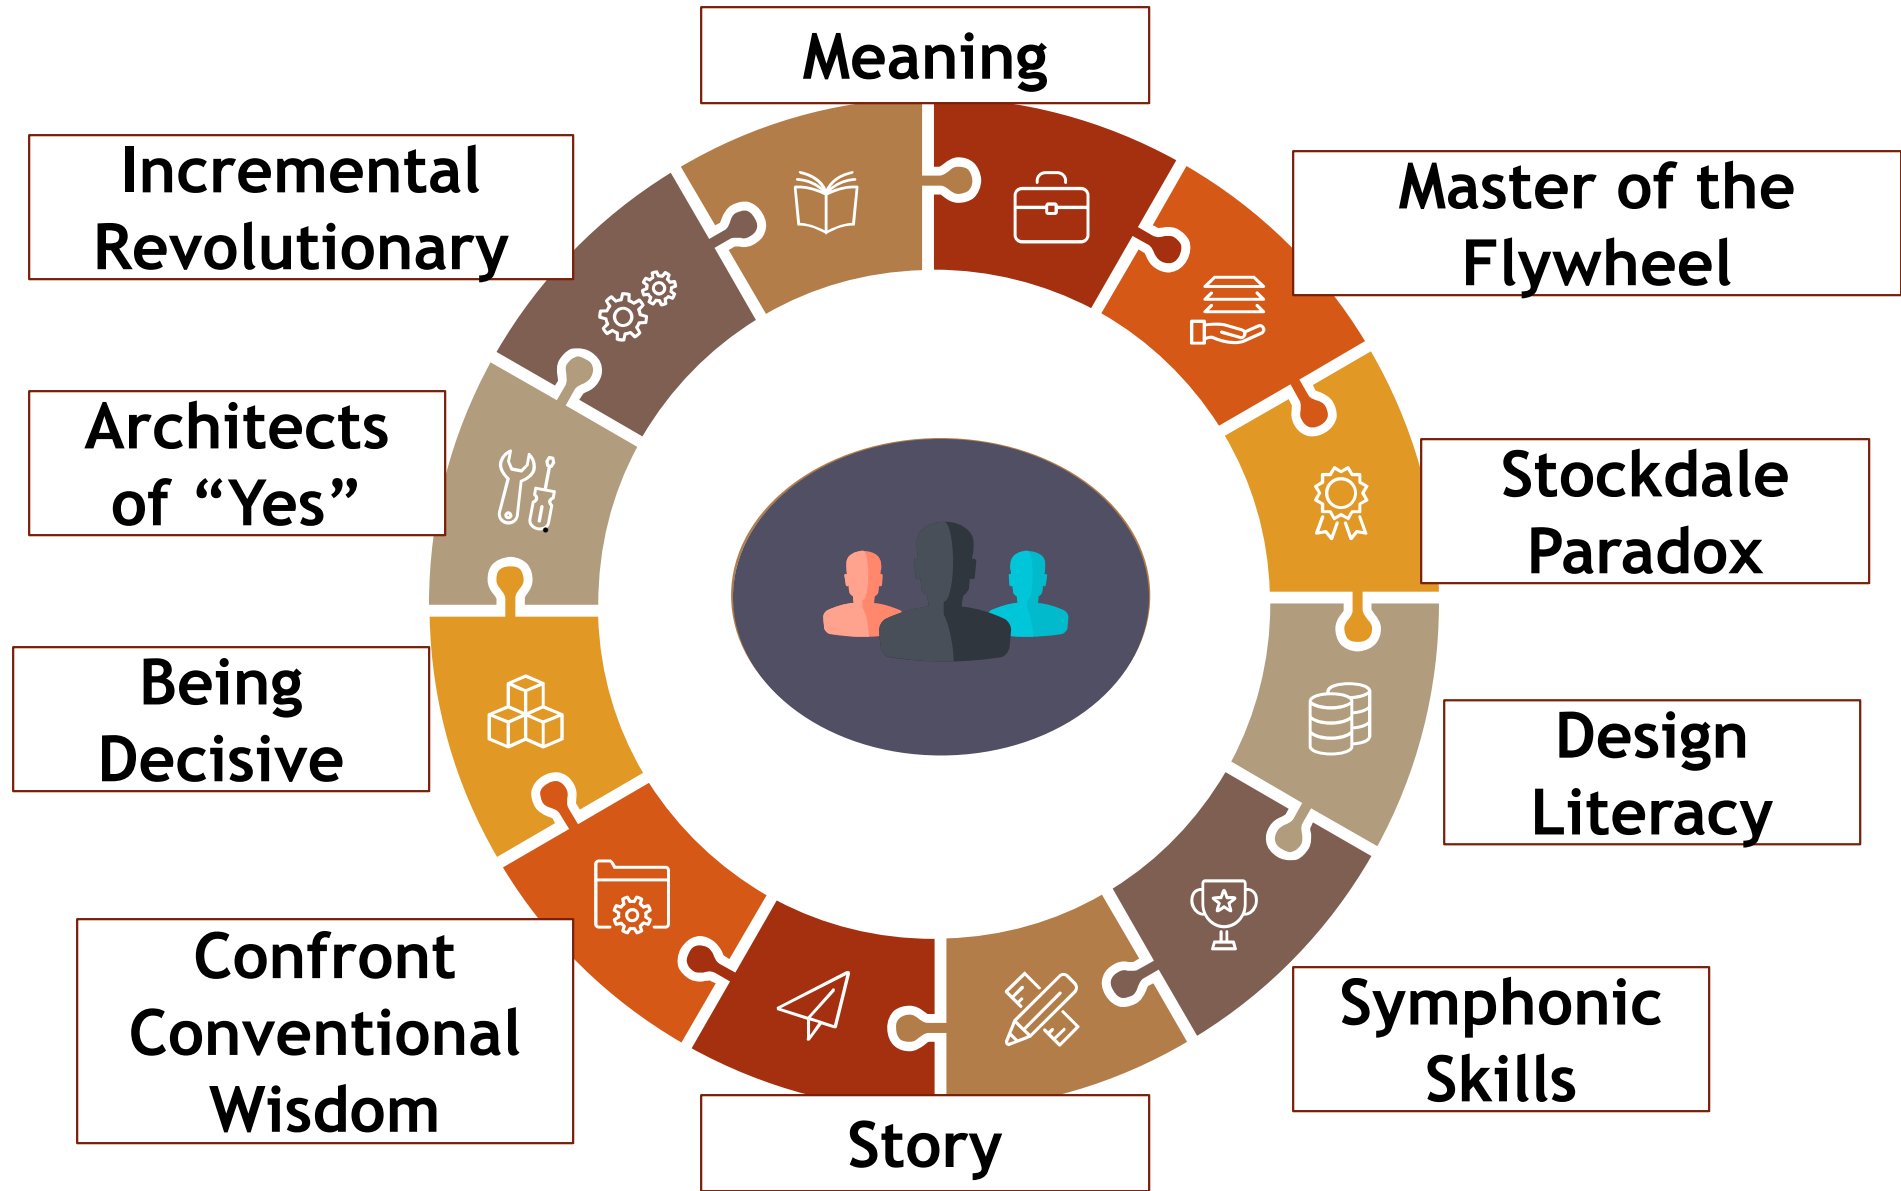 Meaning
Master of the
Flywheel
Stockdale
Paradox
Design
Literacy
Symphonic
Skills
Story
Confront
Conventional
Wisdom
Being
Decisive
Architects
of “Yes”
Incremental
Revolutionary